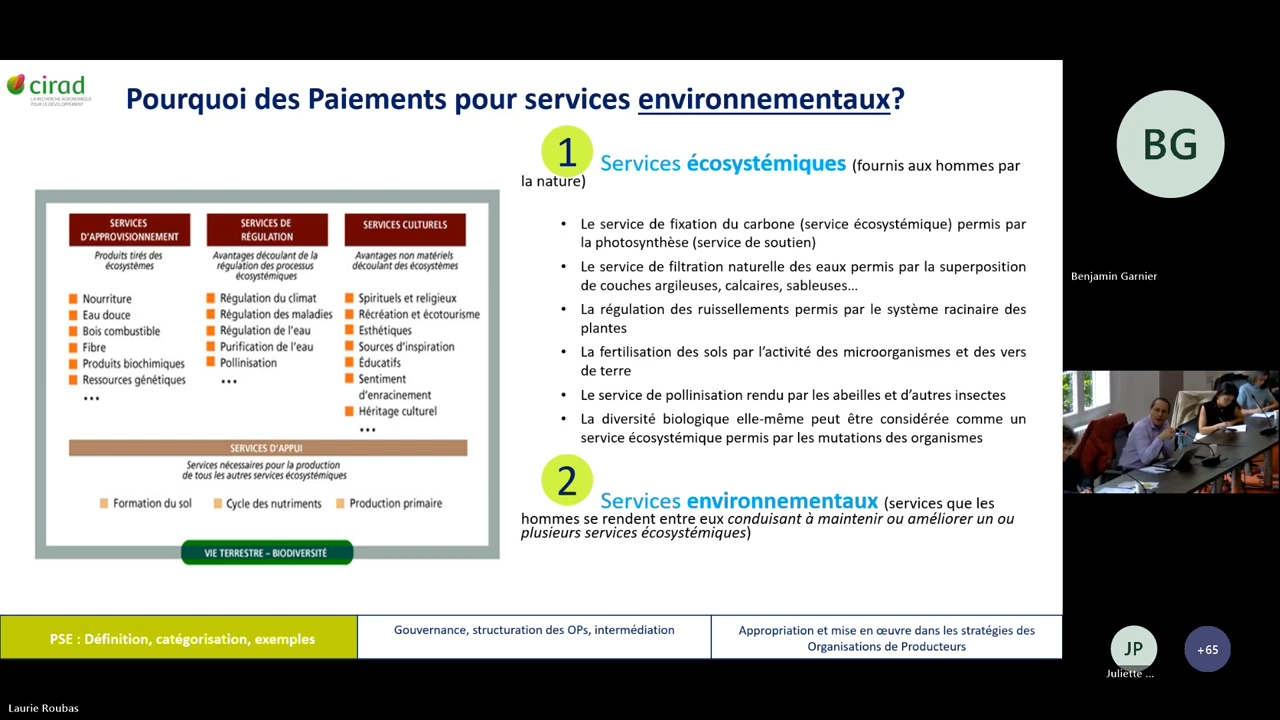 cirad
LA RECHERCHE AGRONOMIQUE
POUR LE DÉVELOPPEMENT
Pourquoi des Paiements pour services environnementaux?
SERVICES
D'APPROVISIONNEMENT
Produits tirés des
écosystèmes
Nourriture
Eau douce
Bois combustible
Fibre
Produits biochimiques
Ressources génétiques
...
SERVICES DE
RÉGULATION
Avantages découlant de la
régulation des processus
écosystémiques
Régulation du climat
Régulation des maladies
Régulation de l'eau
Purification de l'eau
Pollinisation
...
SERVICES CULTURELS
Avantages non matériels
découlant des écosystèmes
Spirituels et religieux
Récréation et écotourisme
Esthétiques
Sources d'inspiration
Éducatifs
Sentiment
d'enracinement
Héritage culturel
...
SERVICES D'APPUI
Services nécessaires pour la production
de tous les autres services écosystémiques
Formation du sol
Cycle des nutriments
Production primaire
VIE TERRESTRE – BIODIVERSITÉ
1
Services écosystémiques (fournis aux hommes par
la nature)
• Le service de fixation du carbone (service écosystémique) permis par
la photosynthèse (service de soutien)
• Le service de filtration naturelle des eaux permis par la superposition
de couches argileuses, calcaires, sableuses…
• La régulation des ruissellements permis par le système racinaire des
plantes
• La fertilisation des sols par l’activité des microorganismes et des vers
de terre
• Le service de pollinisation rendu par les abeilles et d’autres insectes
• La diversité biologique elle-même peut être considérée comme un
service écosystémique permis par les mutations des organismes
2
Services environnementaux (services que les
hommes se rendent entre eux conduisant à maintenir ou améliorer un ou
plusieurs services écosystémiques)
PSE : Définition, catégorisation, exemples
Gouvernance, structuration des OPs, intermédiation
Appropriation et mise en œuvre dans les stratégies des
Organisations de Producteurs
BG
Benjamin Garnier
JP
Juliette ...
+65
Laurie Roubas